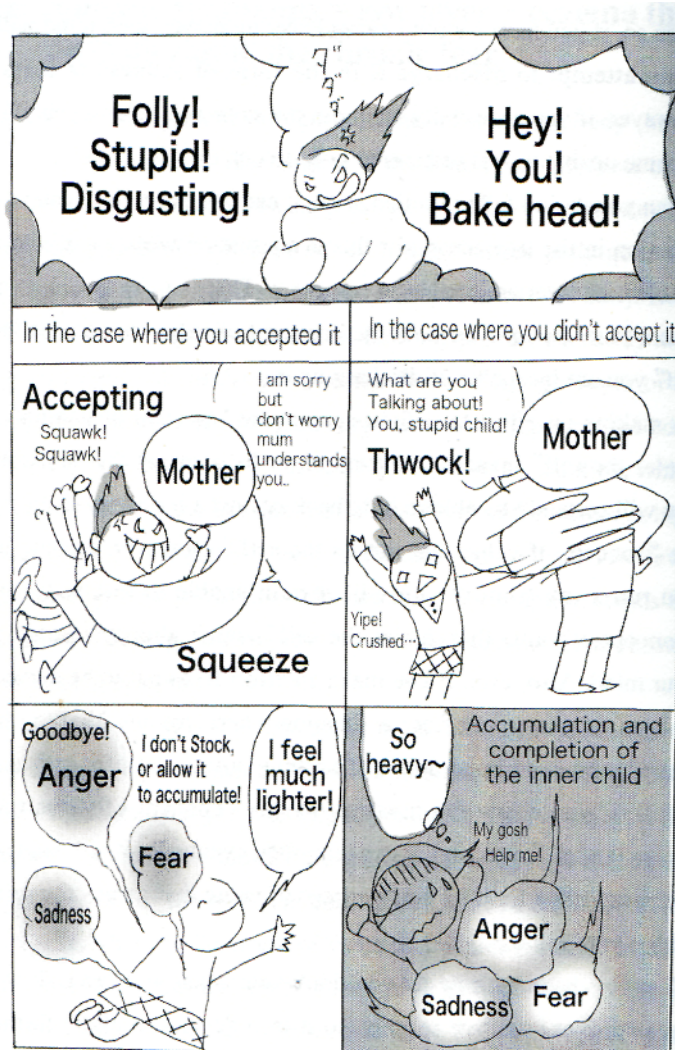 Folly!
Stupid!
Disgusting!
Hey!
You!
Bake head!
In the case where you accepted it
In the case where you didn't accept it
Accepting
Squawk!
Squawk!
Mother
I am sorry
but
don't worry
mum
understands
you..
Squeeze
What are you
Talking about!
You, stupid child!
Thwock!
Mother
Yipe!
Crushed…
Goodbye!
Anger
I don't Stock,
or allow it
to accumulate!
I feel
much
lighter!
Fear
Sadness
So
heavy~
Accumulation and
completion of
the inner child
My gosh
Help me!
Anger
Sadness
Fear